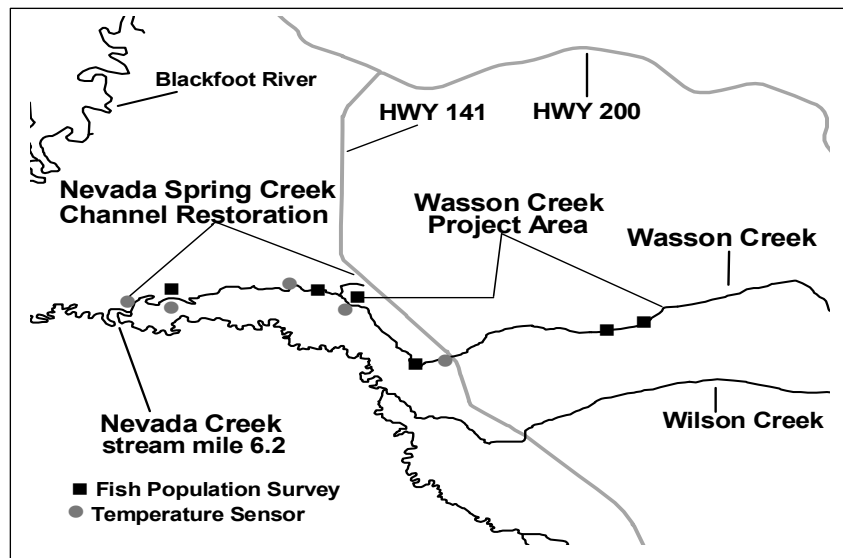 Blackfoot River
HWY 141
HWY 200
Nevada Spring Creek
Channel Restoration
Wasson Creek
Project Area
Wasson Creek
Nevada Creek
stream mile 6.2
Wilson Creek
Fish Population Survey
Temperature Sensor